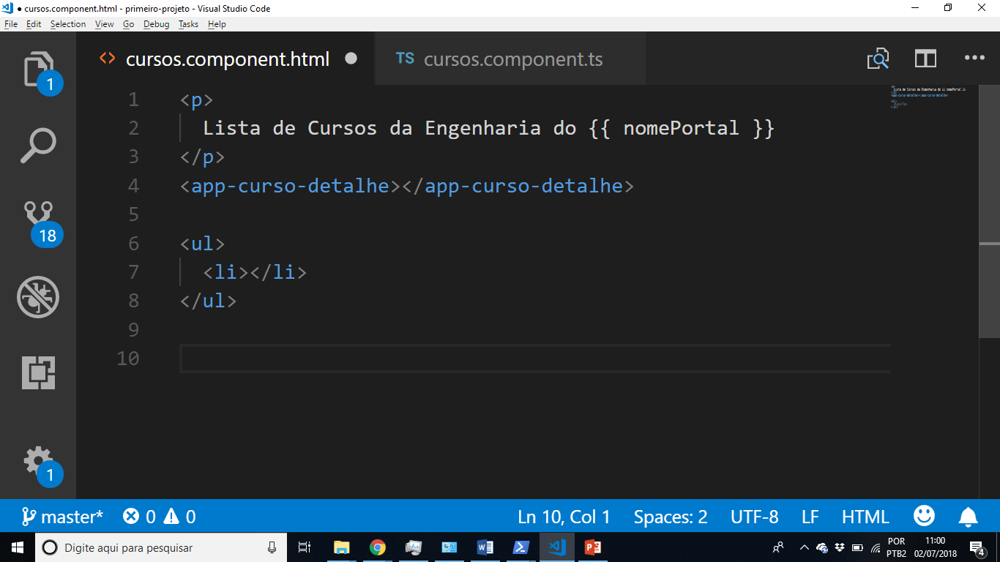 ● cursos.component.html - primeiro-projeto - Visual Studio Code
File Edit Selection View Go Debug Tasks Help
<> cursos.component.html ● TS cursos.component.ts
1
18
1
1 <p>
2   Lista de Cursos da Engenharia do {{ nomePortal }}
3 </p>
4 <app-curso-detalhe></app-curso-detalhe>
5
6 <ul>
7   <li></li>
8 </ul>
9
10
master* 0 0 Ln 10, Col 1 Spaces: 2 UTF-8 LF HTML
Digite aqui para pesquisar
POR
PTB2
11:00
02/07/2018
4